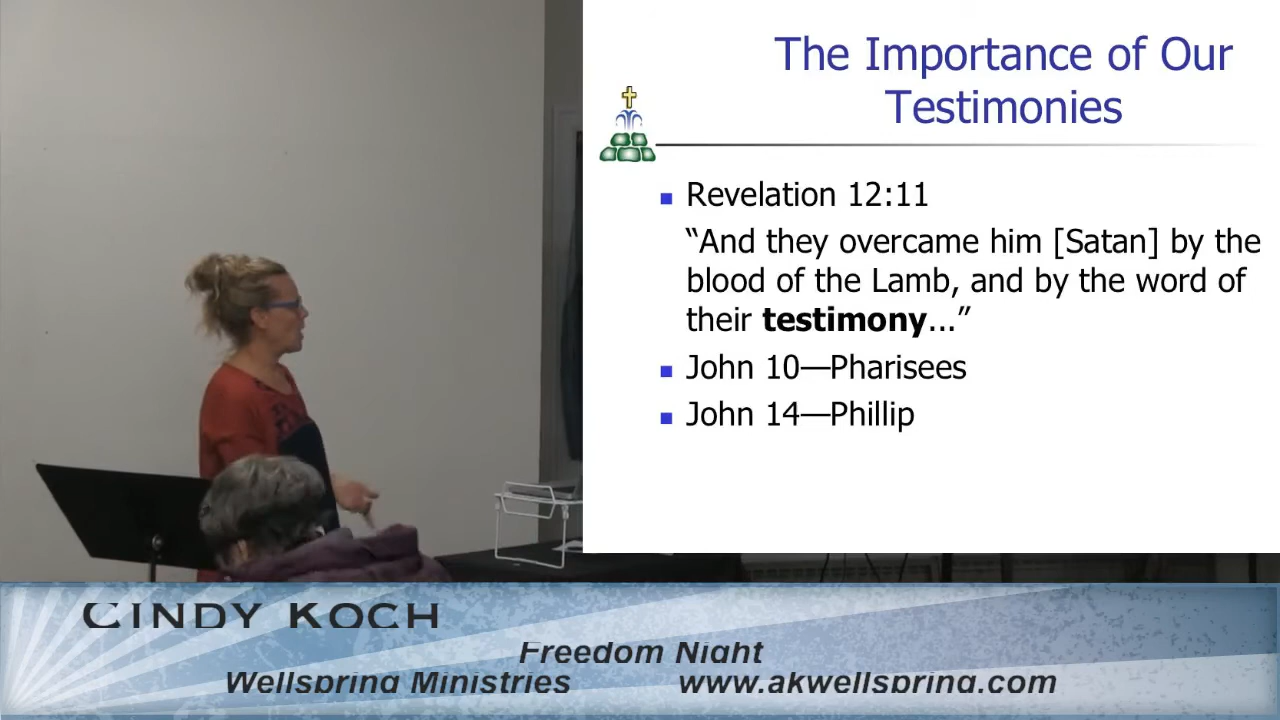 The Importance of Our
Testimonies
Revelation 12:11
“And they overcame him [Satan] by the
blood of the Lamb, and by the word of
their testimony...”
John 10—Pharisees
John 14—Phillip
CINDY KOCH
Freedom Night
Wellspring Ministries www.akwellspring.com